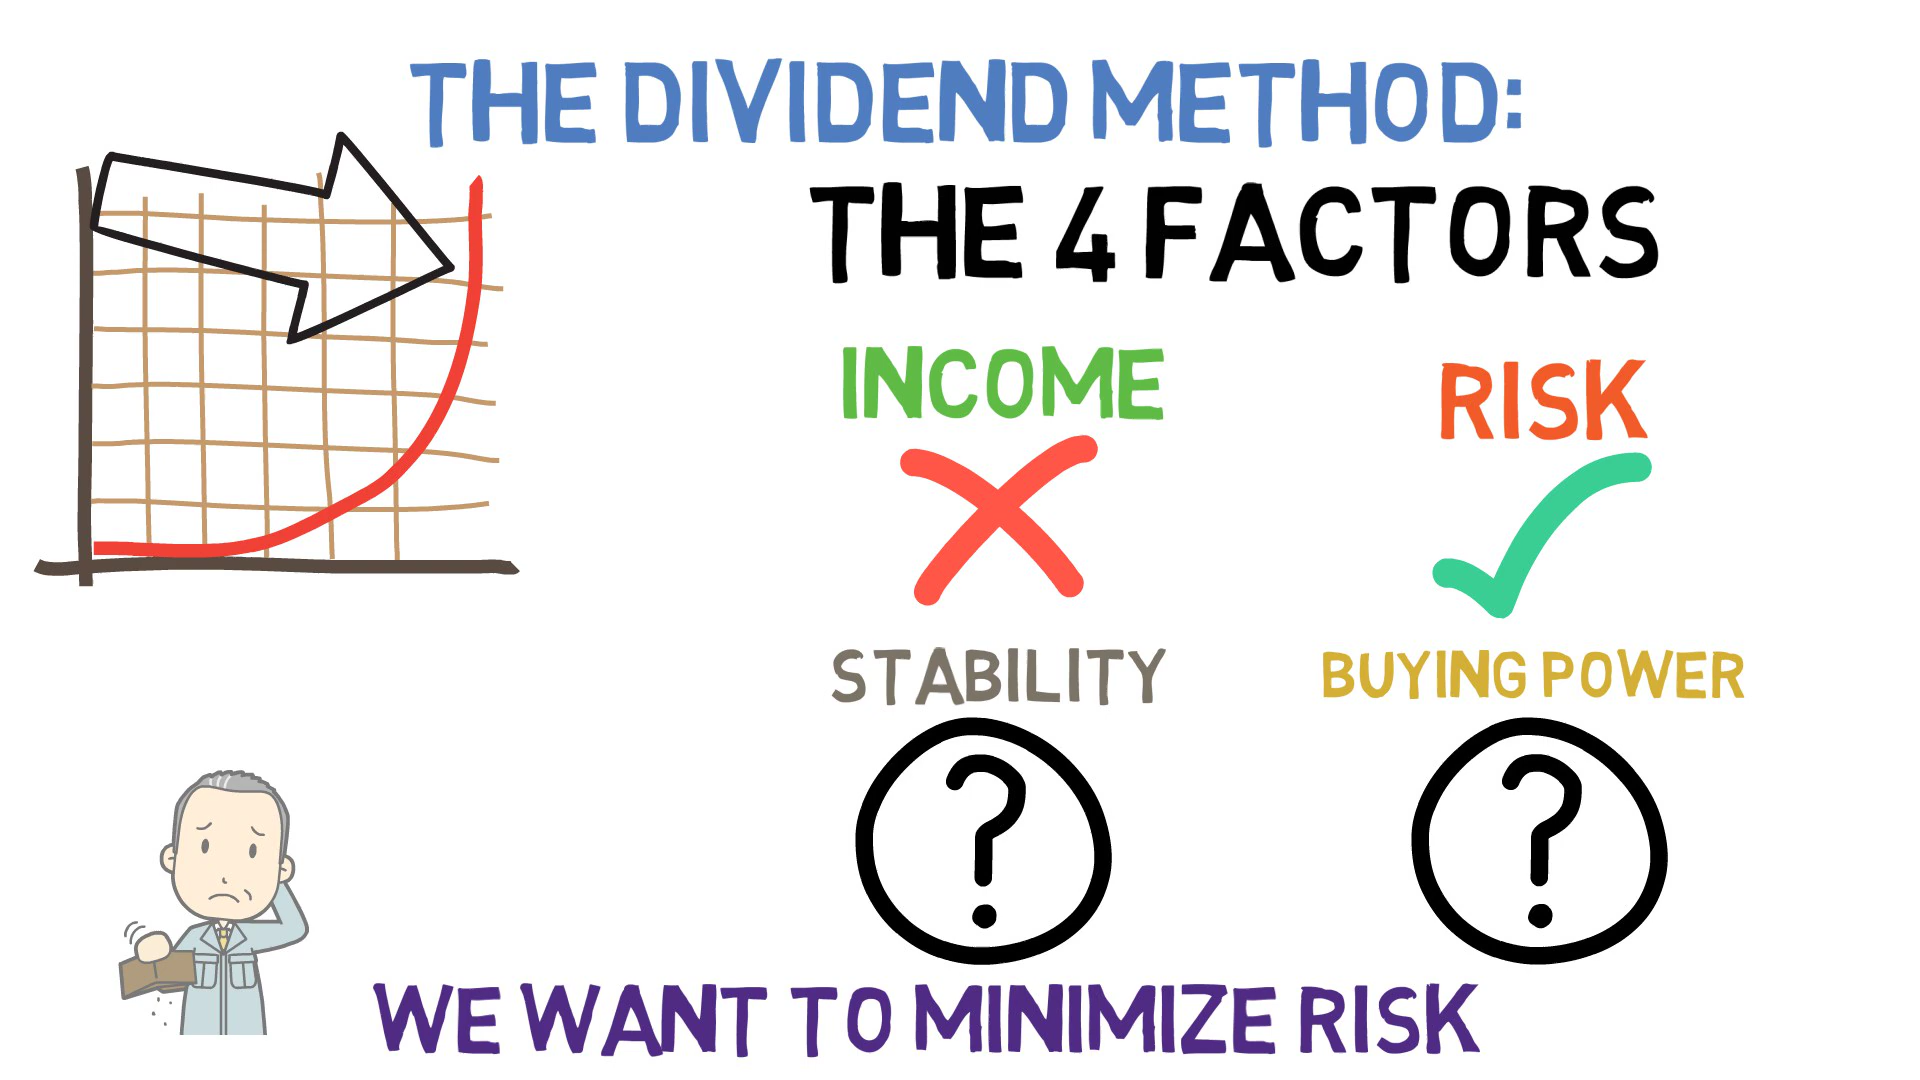 THE DIVIDEND METHOD:
THE 4 FACTORS
INCOME
RISK
STABILITY
BUYING POWER
?
?
WE WANT TO MINIMIZE RISK